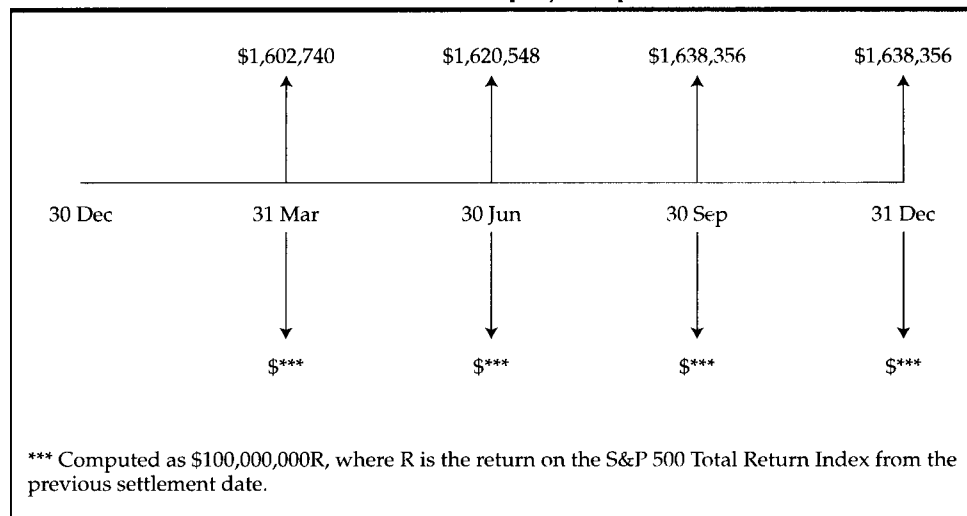 $1,602,740 $1,620,548 $1,638,356 $1,638,356
30 Dec 31 Mar 30 Jun 30 Sep 31 Dec
$*** $*** $*** $***
*** Computed as $100,000,000R, where R is the return on the S&P 500 Total Return Index from the
previous settlement date.